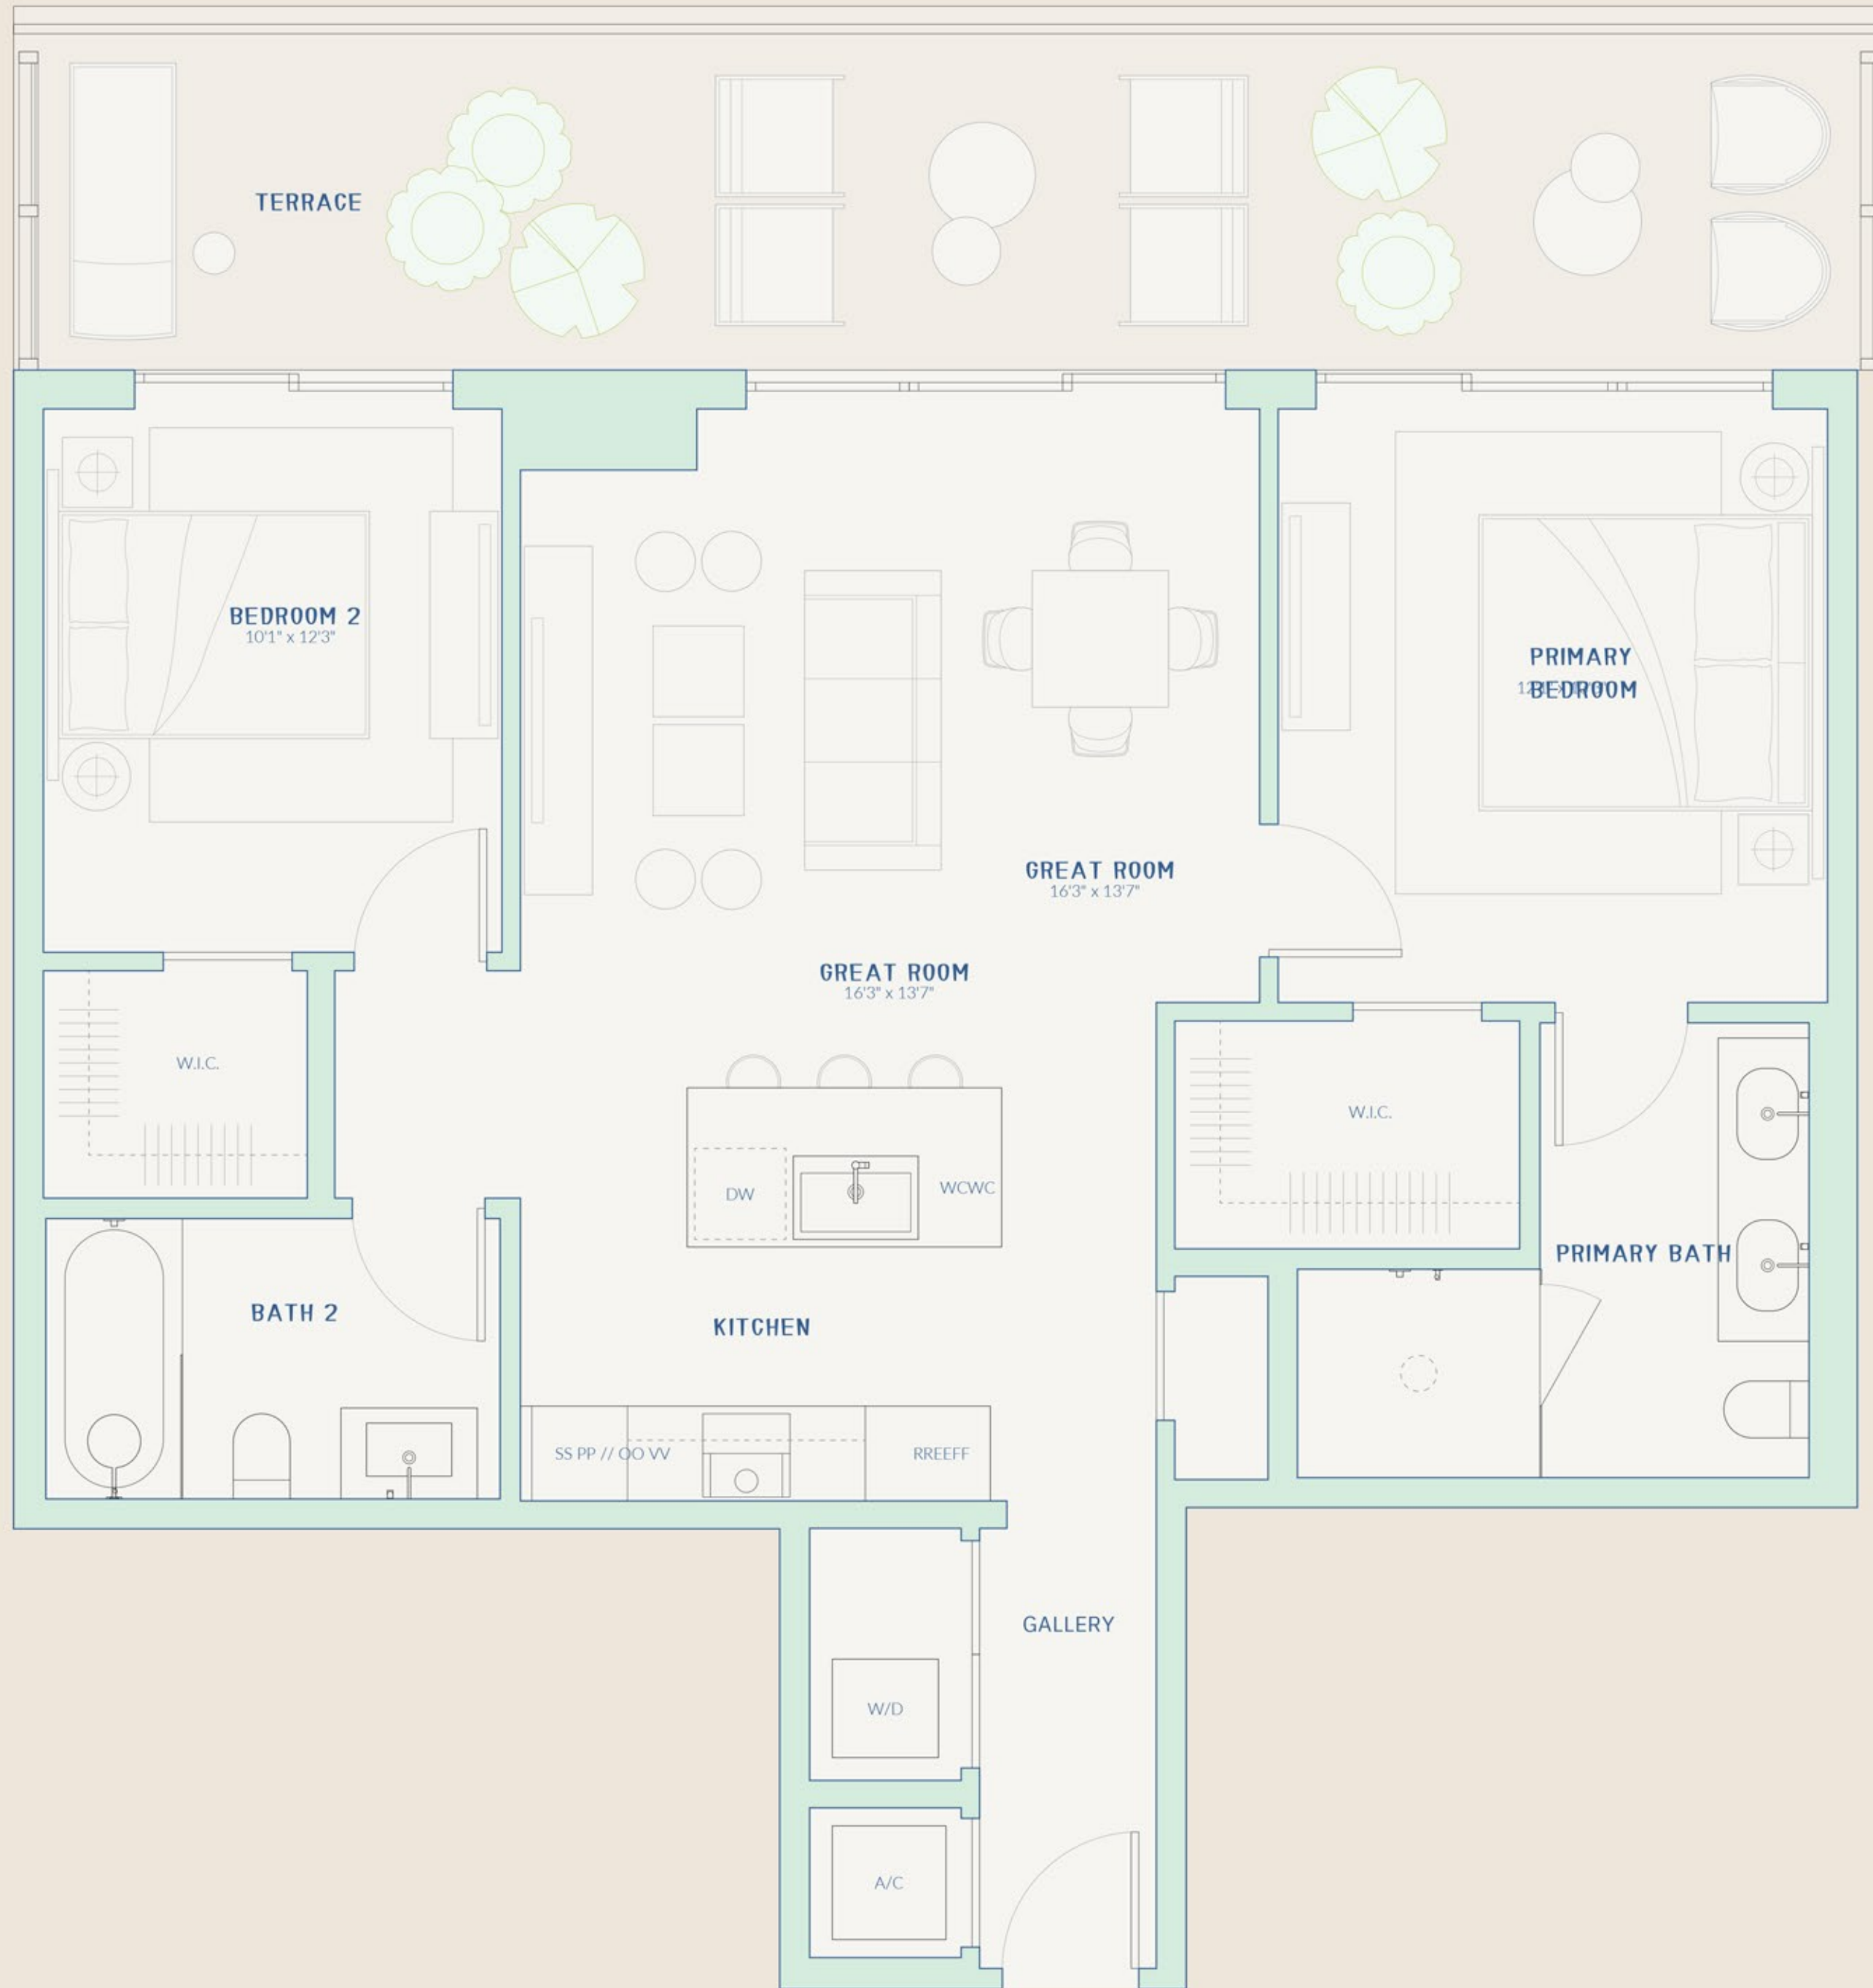 TERRACE
BEDROOM 2
10'1" x 12'3"
PRIMARY
BEDROOM
GREAT ROOM
16'3" x 13'7"
GREAT ROOM
16'3" x 13'7"
W.I.C.
W.I.C.
DW
WCWC
PRIMARY BATH
BATH 2
KITCHEN
SS PP // OO VV
RREEFF
GALLERY
W/D
A/C